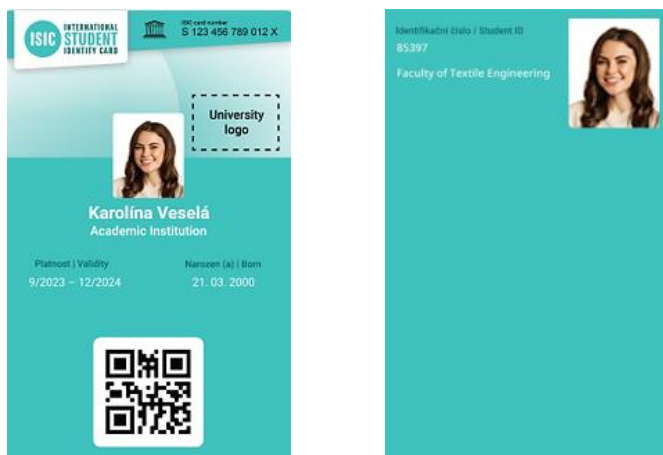 ISIC
INTERNATIONAL
STUDENT
IDENTITY CARD
ISIC card number
S 123 456 789 012 X
University
logo
Karolína Veselá
Academic Institution
Platnost | Validity
Narozen (a) | Born
9/2023 – 12/2024
21. 03. 2000
Identifikační číslo / Student ID
85397
Faculty of Textile Engineering